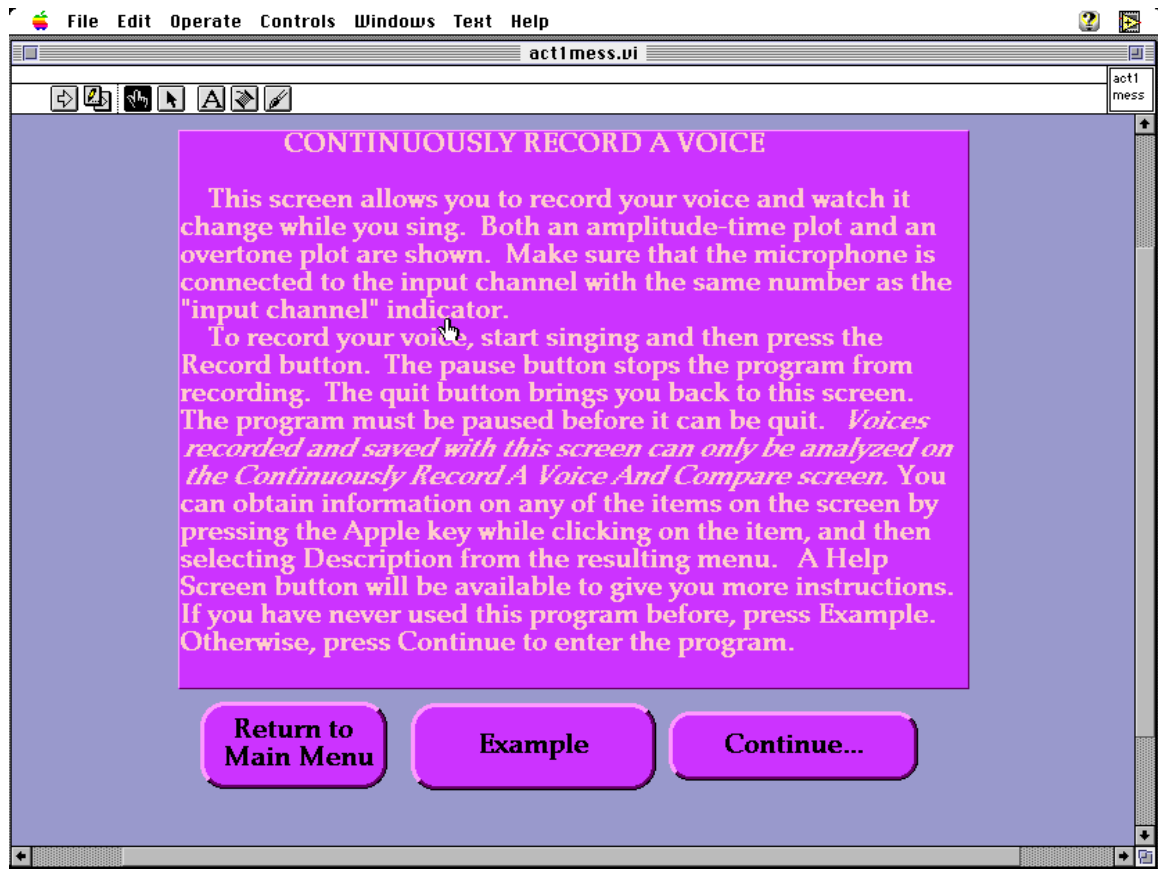 File Edit Operate Controls Windows Text Help
act1mess.vi
act1
mess
A
CONTINUOUSLY RECORD A VOICE
This screen allows you to record your voice and watch it
change while you sing. Both an amplitude-time plot and an
overtone plot are shown. Make sure that the microphone is
connected to the input channel with the same number as the
"input channel" indicator.
To record your voice, start singing and then press the
Record button. The pause button stops the program from
recording. The quit button brings you back to this screen.
The program must be paused before it can be quit. Voices
recorded and saved with this screen can only be analyzed on
the Continuously Record A Voice And Compare screen. You
can obtain information on any of the items on the screen by
pressing the Apple key while clicking on the item, and then
selecting Description from the resulting menu. A Help
Screen button will be available to give you more instructions.
If you have never used this program before, press Example.
Otherwise, press Continue to enter the program.
Return to
Main Menu
Example
Continue...